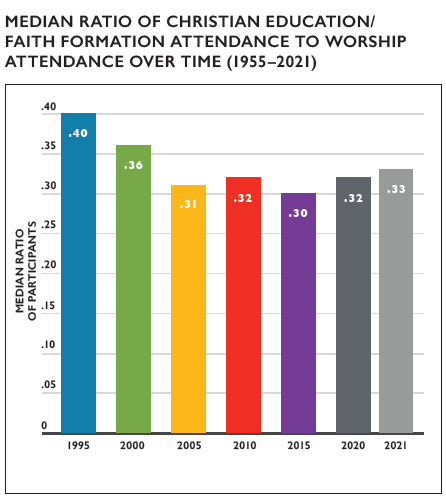 MEDIAN RATIO OF CHRISTIAN EDUCATION/
FAITH FORMATION ATTENDANCE TO WORSHIP
ATTENDANCE OVER TIME (1955–2021)
.40
.35
.30
.25
.20
.15
.10
.05
0
MEDIAN RATIO
OF PARTICIPANTS
.40
.36
.31
.32
.30
.32
.33
1995 2000 2005 2010 2015 2020 2021